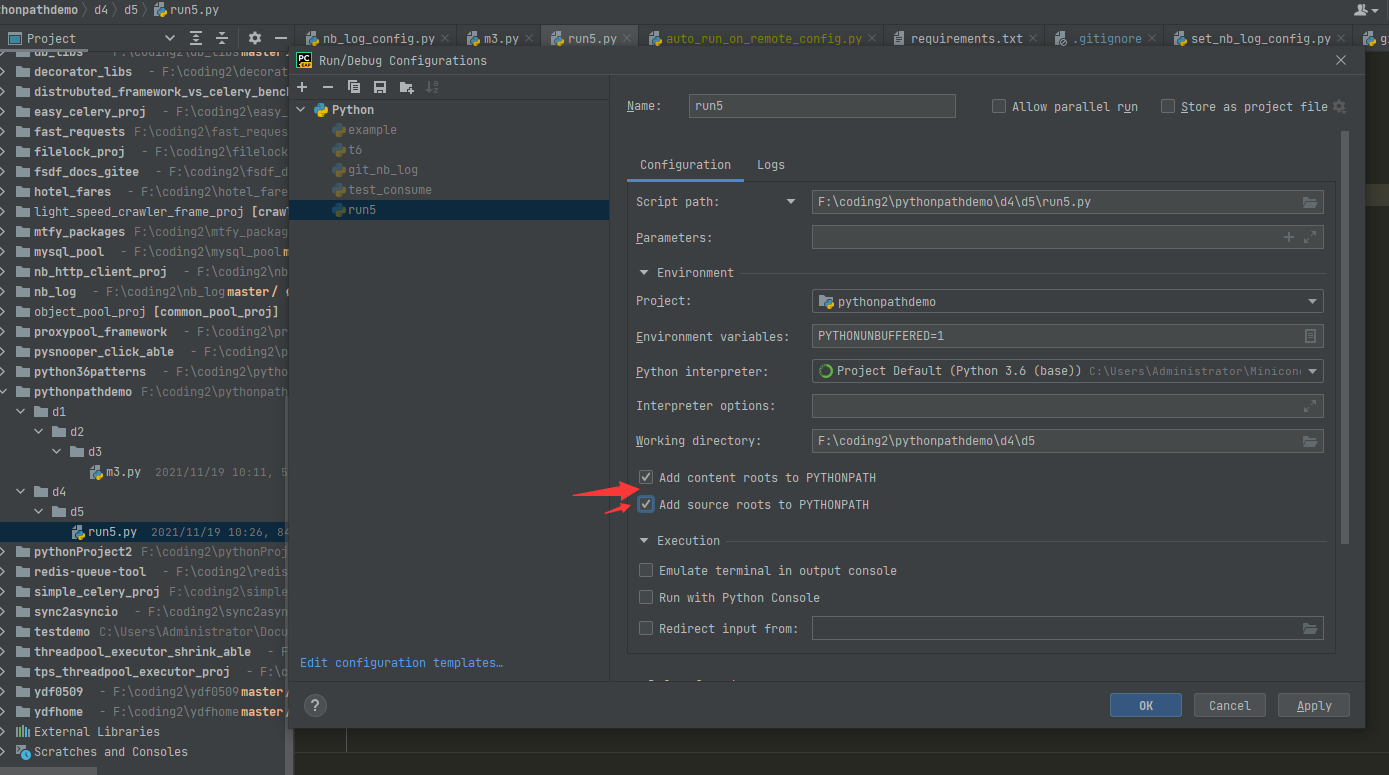 thonpathdemo d4 d5 run5.py
Project
nb_log_config.py m3.py run5.py auto_run_on_remote_config.py requirements.txt .gitignore set_nb_log_config.py
db_libs - F:\coding2\db_libs master
decorator_libs - F:\coding2\decorat
distrubuted_framework_vs_celery_benc
easy_celery_proj - F:\coding2\easy_
fast_requests F:\coding2\fast_reques
filelock_proj - F:\coding2\filelock
fsdf_docs_gitee - F:\coding2\fsdf_d
hotel_fares - F:\coding2\hotel_fare
light_speed_crawler_frame_proj [crawl
mtfy_packages - F:\coding2\mtfy_packag
mysql_pool - F:\coding2\mysql_pool m
nb_http_client_proj - F:\coding2\nb
nb_log - F:\coding2\nb_log master/
object_pool_proj [common_pool_proj]
proxypool_framework - F:\coding2\pr
pysnooper_click_able - F:\coding2\p
python36patterns - F:\coding2\pytho
pythonpathdemo F:\coding2\pythonpath
d1
d2
d3
m3.py 2021/11/19 10:11, 5
d4
d5
run5.py 2021/11/19 10:26, 84
pythonProject2 F:\coding2\pythonProj
redis-queue-tool - F:\coding2\redis
simple_celery_proj F:\coding2\simple
sync2asyncio - F:\coding2\sync2asyn
testdemo C:\Users\Administrator\Docu
threadpool_executor_shrink_able - F
tps_threadpool_executor_proj - F:\c
ydf0509 - F:\coding2\ydf0509 master/
ydfhome - F:\coding2\ydfhome master/
External Libraries
Scratches and Consoles
Run/Debug Configurations
Python
example
t6
git_nb_log
test_consume
run5
Edit configuration templates…
?
Name: run5 Allow parallel run Store as project file
Configuration Logs
Script path: F:\coding2\pythonpathdemo\d4\d5\run5.py
Parameters:
Environment
Project: pythonpathdemo
Environment variables: PYTHONUNBUFFERED=1
Python interpreter: Project Default (Python 3.6 (base)) C:\Users\Administrator\Minicon
Interpreter options:
Working directory: F:\coding2\pythonpathdemo\d4\d5
Add content roots to PYTHONPATH
Add source roots to PYTHONPATH
Execution
Emulate terminal in output console
Run with Python Console
Redirect input from:
OK Cancel Apply